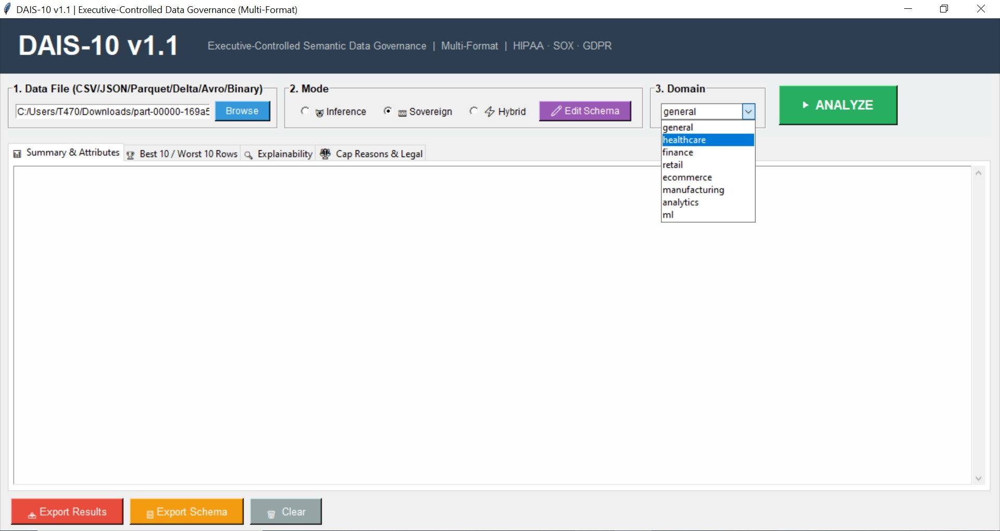 DAIS-10 v1.1 | Executive-Controlled Data Governance (Multi-Format)
DAIS-10 v1.1
Executive-Controlled Semantic Data Governance | Multi-Format | HIPAA · SOX · GDPR
1. Data File (CSV/JSON/Parquet/Delta/Avro/Binary)
C:/Users/T470/Downloads/part-00000-169a5
Browse
2. Mode
Inference
Sovereign
Hybrid
Edit Schema
3. Domain
general
general
healthcare
finance
retail
ecommerce
manufacturing
analytics
ml
ANALYZE
Summary & Attributes
Best 10 / Worst 10 Rows
Explainability
Cap Reasons & Legal
Export Results
Export Schema
Clear